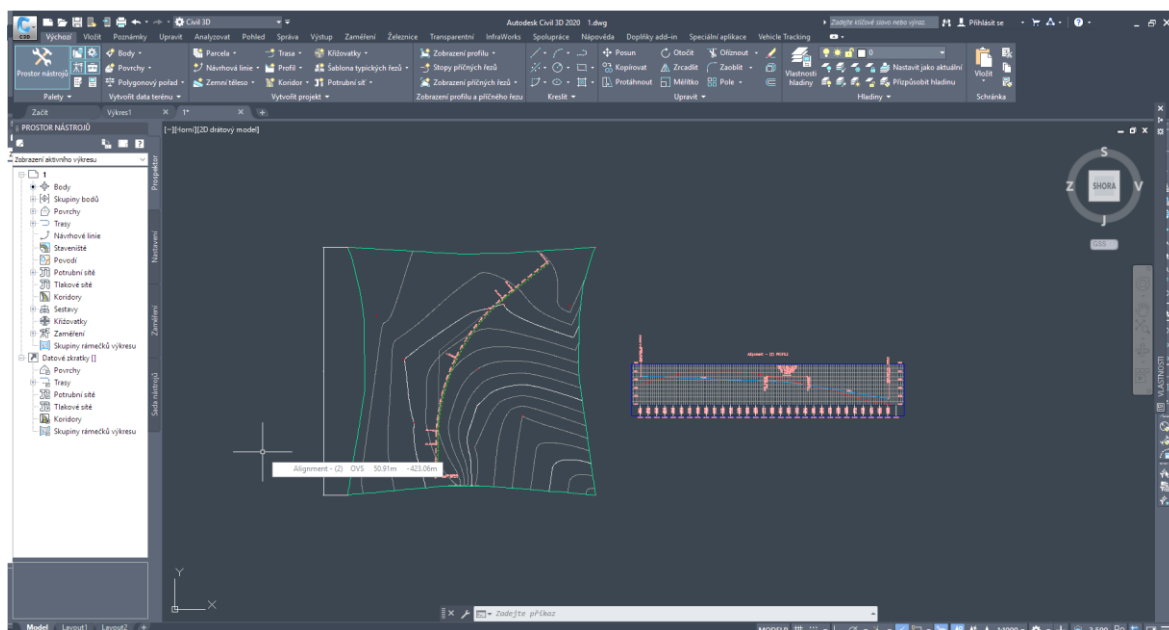 Civil 3D
Autodesk Civil 3D 2020 1.dwg
Zadejte klíčové slovo nebo výraz
Přihlásit se
C3D
Výchozí Vložit Poznámky Upravit Analyzovat Pohled Správa Výstup Zaměření Železnice Transparentní InfraWorks Spolupráce Nápověda Doplňky add-in Speciální aplikace Vehicle Tracking
Body Parcela Trasa Křižovatky Zobrazení profilu Posun Otočit Oříznout 0
Povrchy Návrhová linie Profil Šablona typických řezů Stopy příčných řezů Kopírovat Zrcadlit Zaoblit Nastavit jako aktuální
Prostor nástrojů Polygonový pořad Zemní těleso Koridor Potrubní síť Zobrazení příčných řezů Protáhnout Měřítko Pole Vlastnosti hladiny Přizpůsobit hladinu Vložit
Palety Vytvořit data terénu Vytvořit projekt Zobrazení profilu a příčného řezu Kreslit Upravit Hladiny Schránka
Začít Výkres1 1*
PROSTOR NÁSTROJŮ
[−][Horní][2D drátový model]
Zobrazení aktivního výkresu
1
Body
Skupiny bodů
Povrchy
Trasy
Návrhové linie
Staveniště
Povodí
Potrubní sítě
Tlakové sítě
Koridory
Sestavy
Křižovatky
Zaměření
Skupiny rámečků výkresu
Datové zkratky []
Povrchy
Trasy
Potrubní sítě
Tlakové sítě
Koridory
Skupiny rámečků výkresu
Prospektor
Nastavení
Zaměření
Sada nástrojů
S
Z SHORA V
J
GSS
VLASTNOSTI
Alignment - (2) PROFILE
Alignment - (2) OVS 50.91m -423.06m
Y
X
Zadejte příkaz
Model Layout1 Layout2 +
MODELR